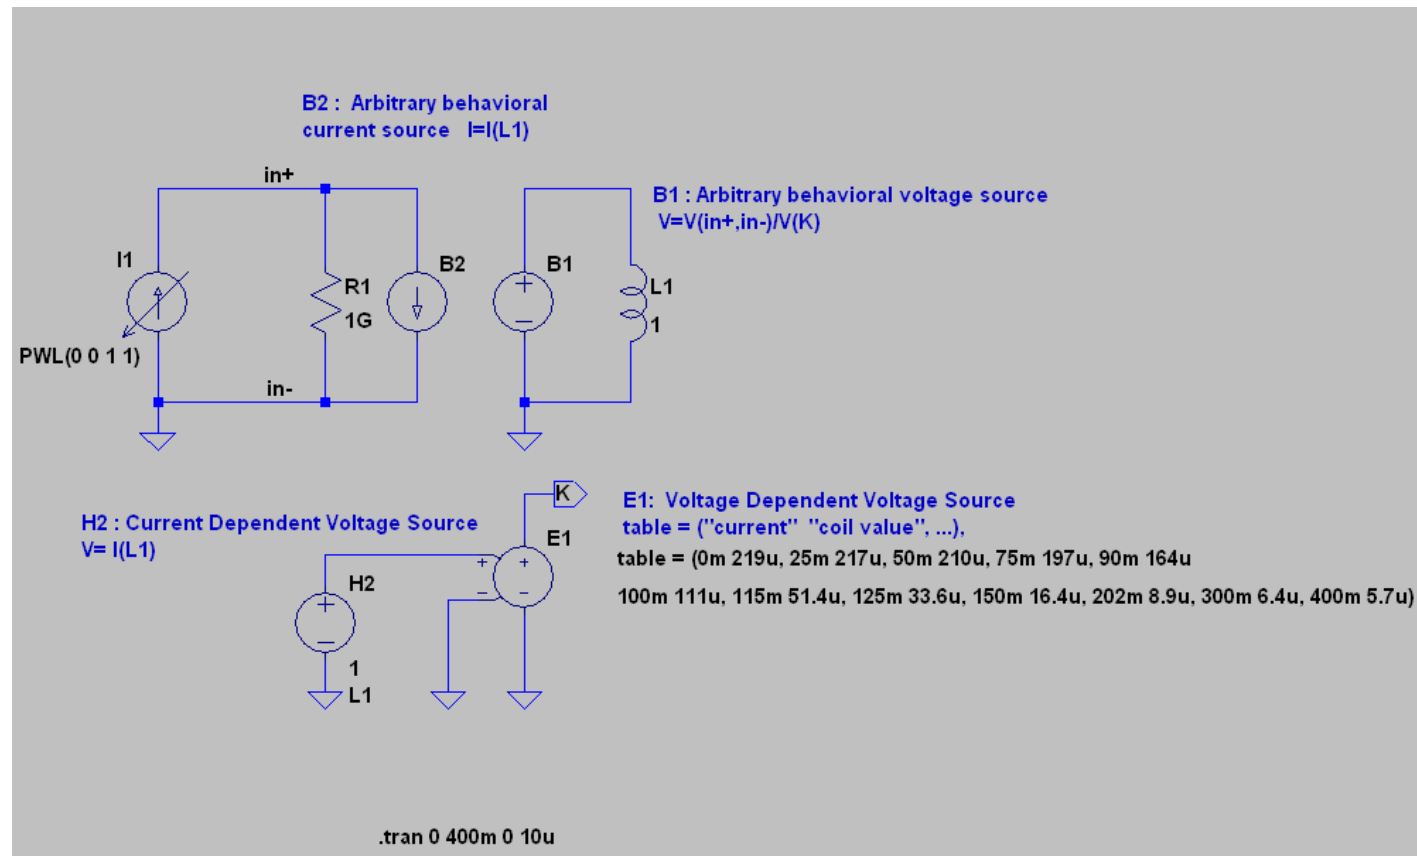 B2 : Arbitrary behavioral
current source I=I(L1)
in+
B1 : Arbitrary behavioral voltage source
V=V(in+,in-)/V(K)
I1
B2
B1
R1
L1
1G
1
PWL(0 0 1 1)
in-
K
H2 : Current Dependent Voltage Source
V= I(L1)
E1: Voltage Dependent Voltage Source
table = ("current" "coil value", ...),
E1
table = (0m 219u, 25m 217u, 50m 210u, 75m 197u, 90m 164u
H2
100m 111u, 115m 51.4u, 125m 33.6u, 150m 16.4u, 202m 8.9u, 300m 6.4u, 400m 5.7u)
1
L1
.tran 0 400m 0 10u